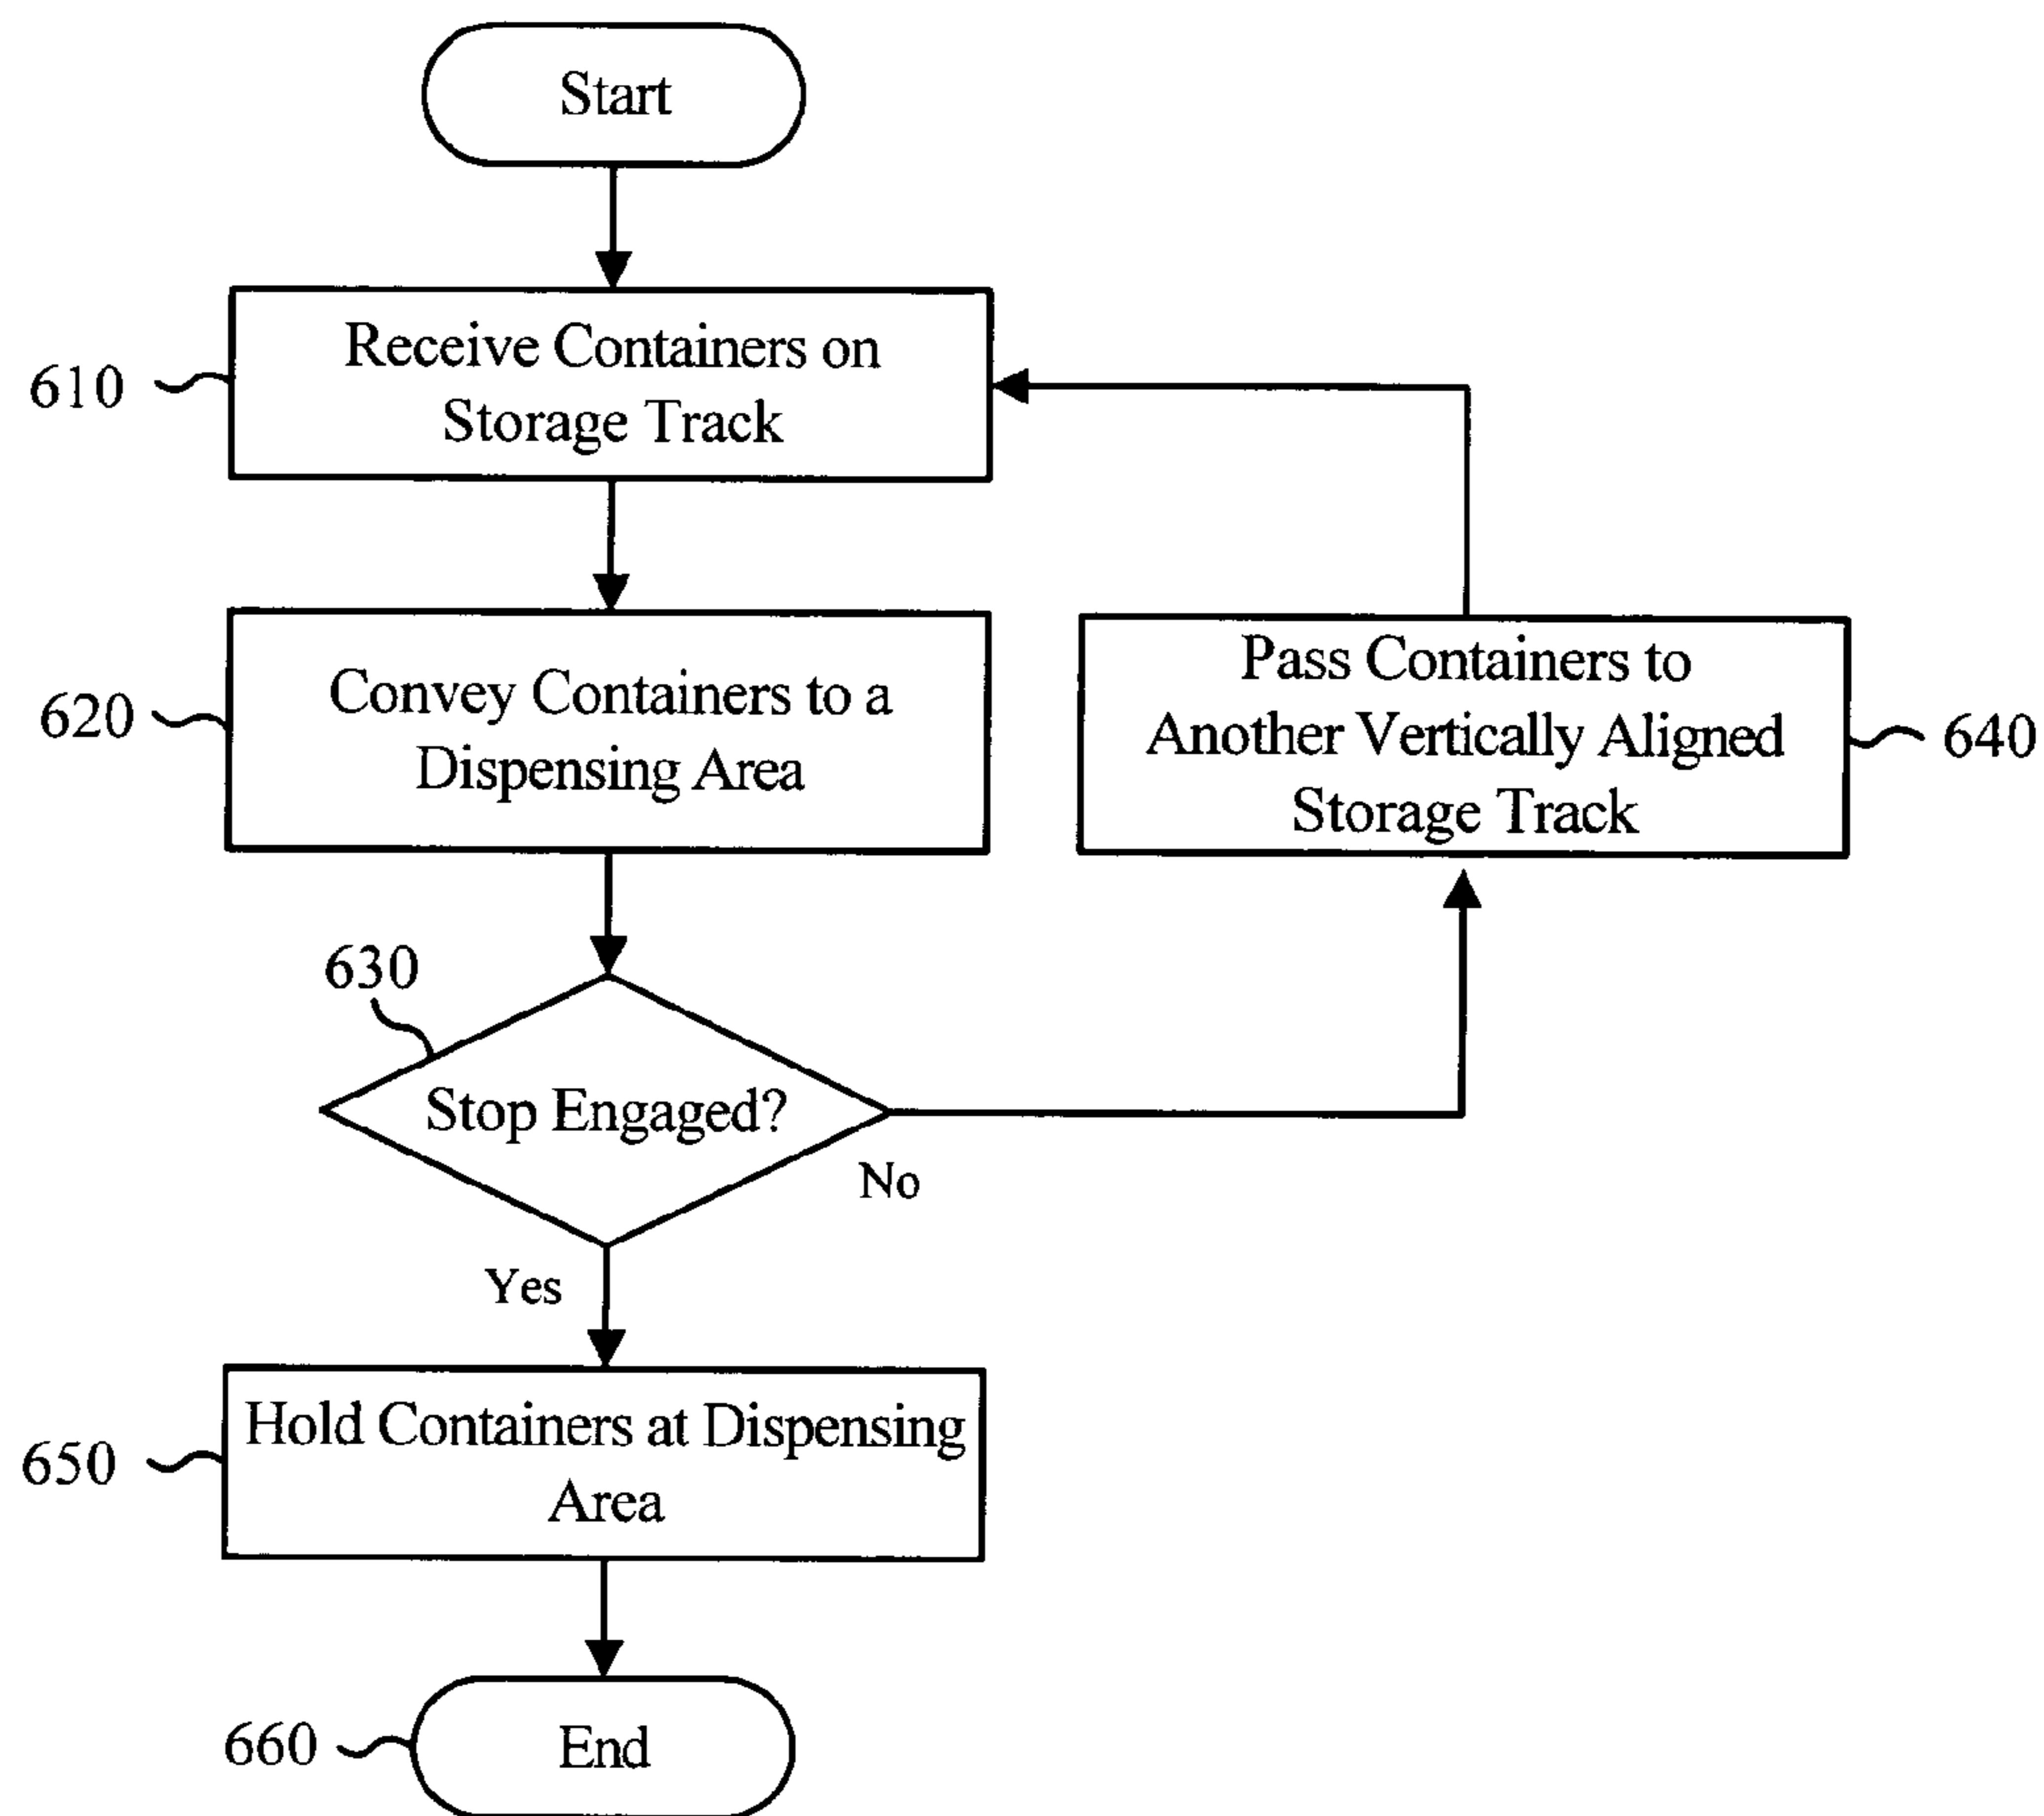 Start
610
Receive Containers on
Storage Track
620
Convey Containers to a
Dispensing Area
Pass Containers to
Another Vertically Aligned
Storage Track
640
630
Stop Engaged?
No
Yes
650
Hold Containers at Dispensing
Area
660
End